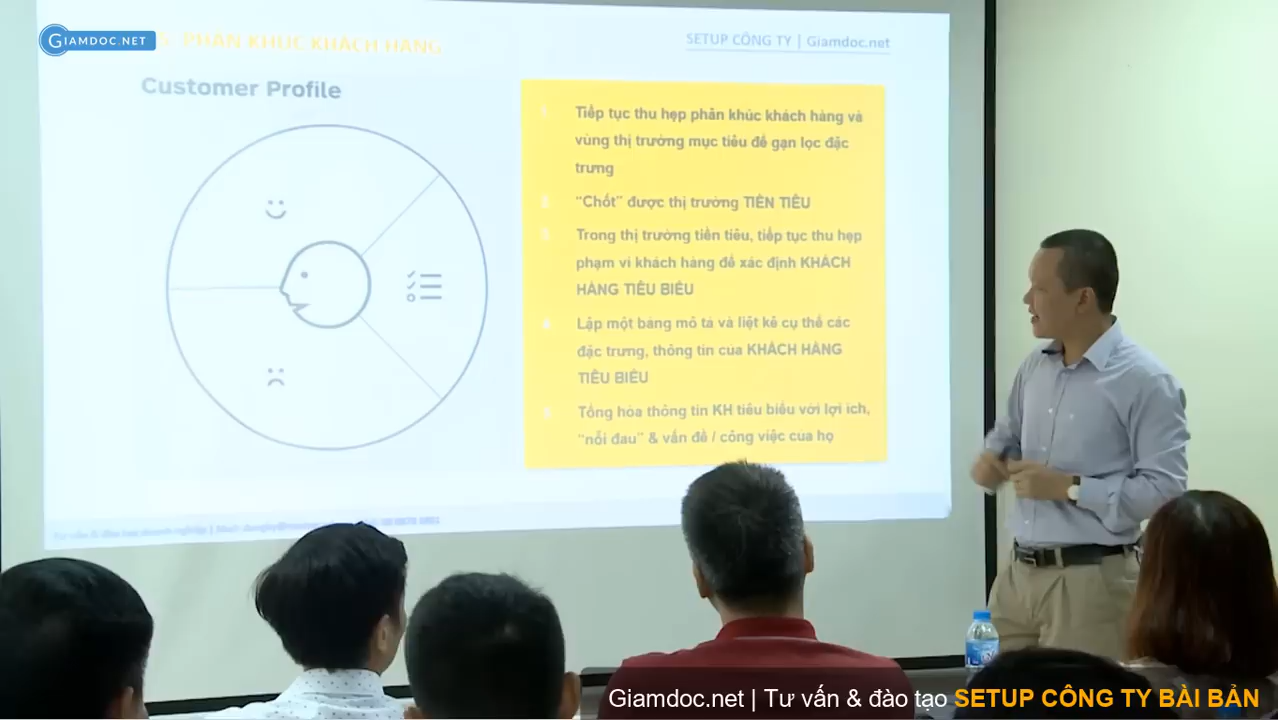 GIAMDOC.NET
PHÂN KHÚC KHÁCH HÀNG
SETUP CÔNG TY | Giamdoc.net
Customer Profile
Tiếp tục thu hẹp phân khúc khách hàng và
vùng thị trường mục tiêu để gạn lọc đặc
trưng
“Chốt” được thị trường TIỀN TIÊU
Trong thị trường tiền tiêu, tiếp tục thu hẹp
phạm vi khách hàng để xác định KHÁCH
HÀNG TIÊU BIỂU
Lập một bảng mô tả và liệt kê cụ thể các
đặc trưng, thông tin của KHÁCH HÀNG
TIÊU BIỂU
Tổng hòa thông tin KH tiêu biểu với lợi ích,
“nỗi đau” & vấn đề / công việc của họ
Giamdoc.net | Tư vấn & đào tạo SETUP CÔNG TY BÀI BẢN